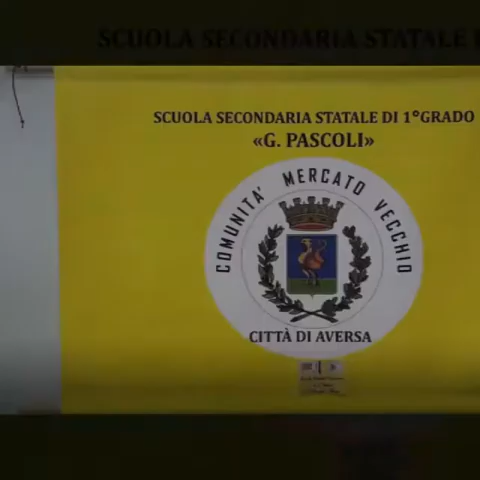 SCUOLA SECONDARIA STATALE
SCUOLA SECONDARIA STATALE DI 1°GRADO
«G. PASCOLI»
COMUNITA' MERCATO VECCHIO
CITTÀ DI AVERSA